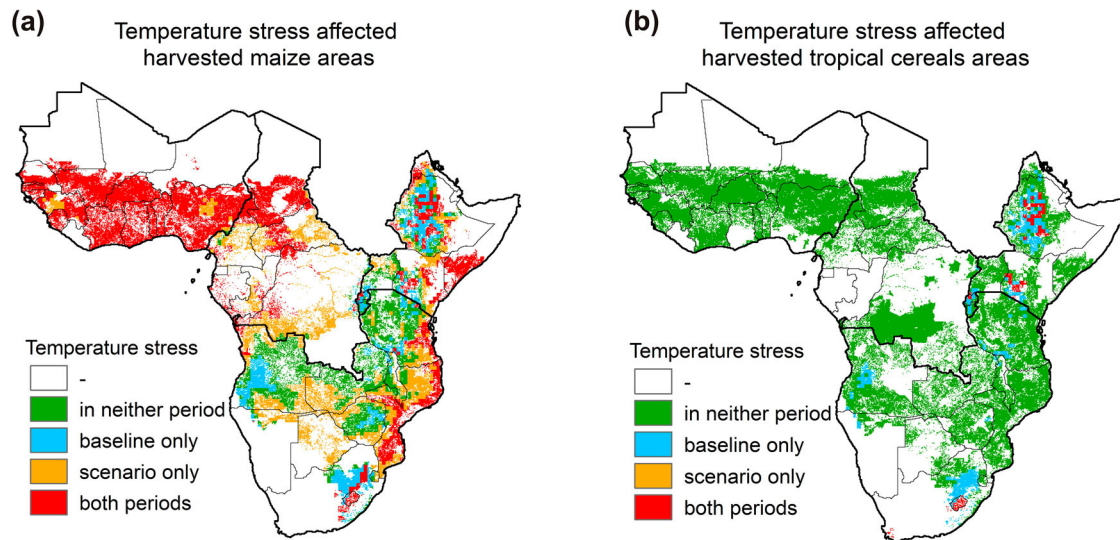 (a)
Temperature stress affected
harvested maize areas
Temperature stress
-
in neither period
baseline only
scenario only
both periods
(b)
Temperature stress affected
harvested tropical cereals areas
Temperature stress
-
in neither period
baseline only
scenario only
both periods